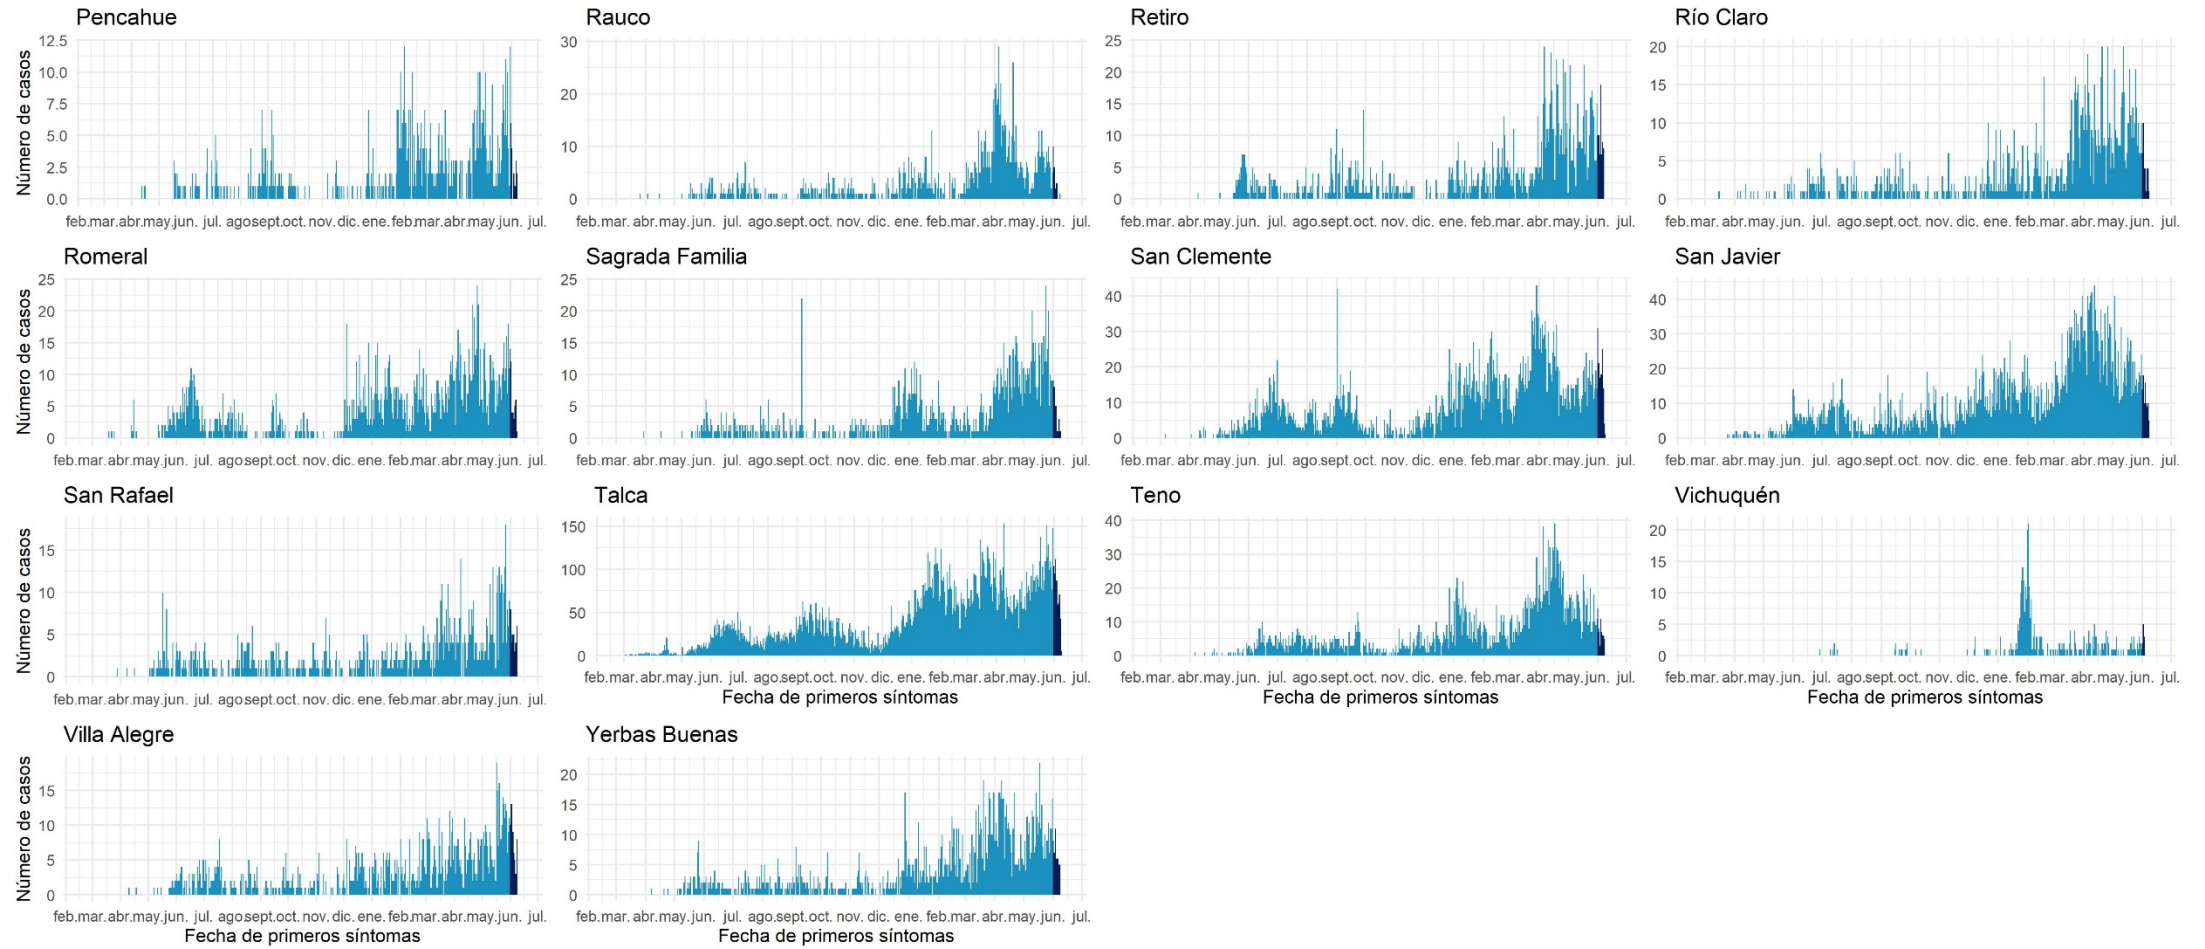 Pencahue
Número de casos
12.5
10.0
7.5
5.0
2.5
0.0
feb. mar. abr. may. jun. jul. ago. sept. oct. nov. dic. ene. feb. mar. abr. may. jun. jul.
Rauco
30
20
10
0
feb. mar. abr. may. jun. jul. ago. sept. oct. nov. dic. ene. feb. mar. abr. may. jun. jul.
Retiro
25
20
15
10
5
0
feb. mar. abr. may. jun. jul. ago. sept. oct. nov. dic. ene. feb. mar. abr. may. jun. jul.
Río Claro
20
15
10
5
0
feb. mar. abr. may. jun. jul. ago. sept. oct. nov. dic. ene. feb. mar. abr. may. jun. jul.
Romeral
Número de casos
25
20
15
10
5
0
feb. mar. abr. may. jun. jul. ago. sept. oct. nov. dic. ene. feb. mar. abr. may. jun. jul.
Sagrada Familia
25
20
15
10
5
0
feb. mar. abr. may. jun. jul. ago. sept. oct. nov. dic. ene. feb. mar. abr. may. jun. jul.
San Clemente
40
30
20
10
0
feb. mar. abr. may. jun. jul. ago. sept. oct. nov. dic. ene. feb. mar. abr. may. jun. jul.
San Javier
40
30
20
10
0
feb. mar. abr. may. jun. jul. ago. sept. oct. nov. dic. ene. feb. mar. abr. may. jun. jul.
San Rafael
Número de casos
15
10
5
0
feb. mar. abr. may. jun. jul. ago. sept. oct. nov. dic. ene. feb. mar. abr. may. jun. jul.
Talca
150
100
50
0
feb. mar. abr. may. jun. jul. ago. sept. oct. nov. dic. ene. feb. mar. abr. may. jun. jul.
Fecha de primeros síntomas
Teno
40
30
20
10
0
feb. mar. abr. may. jun. jul. ago. sept. oct. nov. dic. ene. feb. mar. abr. may. jun. jul.
Fecha de primeros síntomas
Vichuquén
20
15
10
5
0
feb. mar. abr. may. jun. jul. ago. sept. oct. nov. dic. ene. feb. mar. abr. may. jun. jul.
Fecha de primeros síntomas
Villa Alegre
Número de casos
15
10
5
0
feb. mar. abr. may. jun. jul. ago. sept. oct. nov. dic. ene. feb. mar. abr. may. jun. jul.
Fecha de primeros síntomas
Yerbas Buenas
20
15
10
5
0
feb. mar. abr. may. jun. jul. ago. sept. oct. nov. dic. ene. feb. mar. abr. may. jun. jul.
Fecha de primeros síntomas